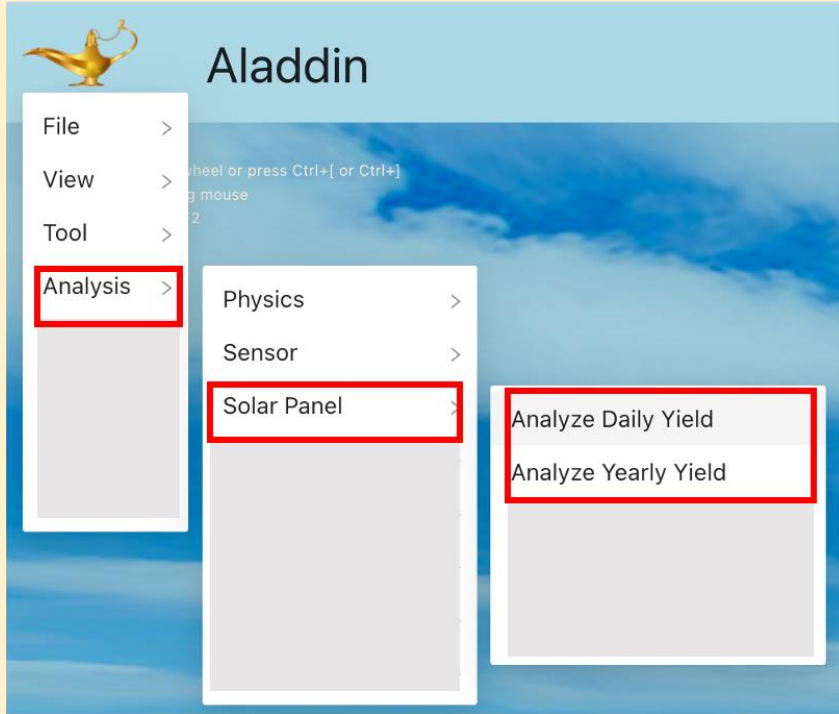 Aladdin
File
View
Tool
Analysis
heel or press Ctrl+[ or Ctrl+]
mouse
Physics
Sensor
Solar Panel
Analyze Daily Yield
Analyze Yearly Yield